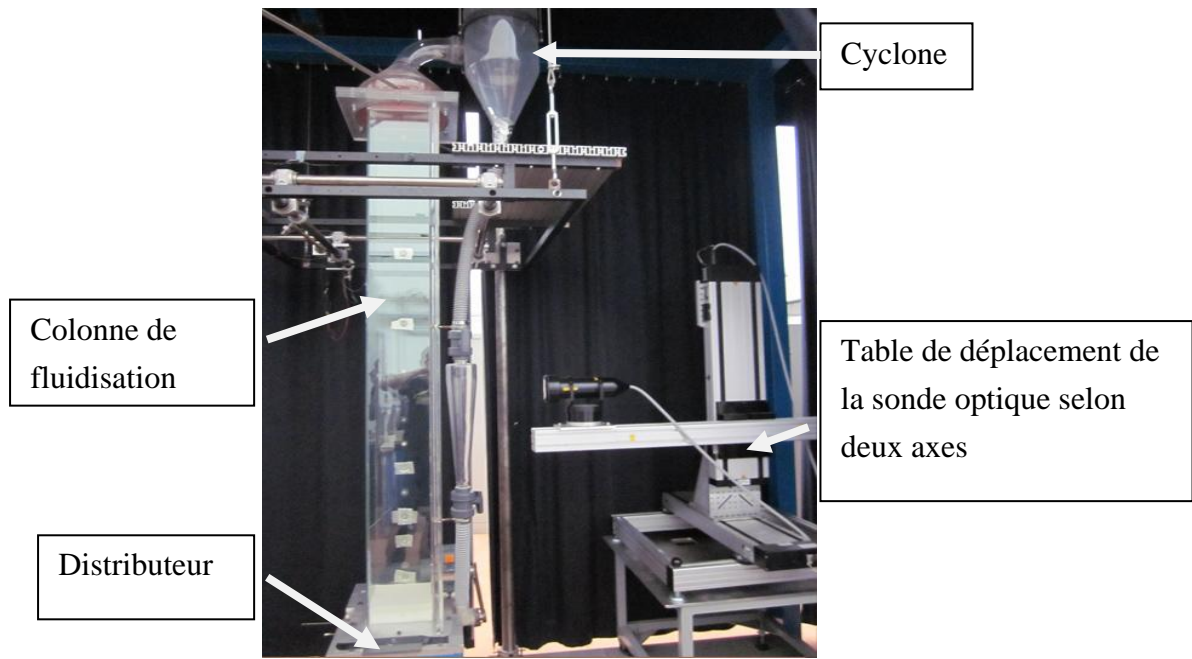 Cyclone
Colonne de
fluidisation
Table de déplacement de
la sonde optique selon
deux axes
Distributeur